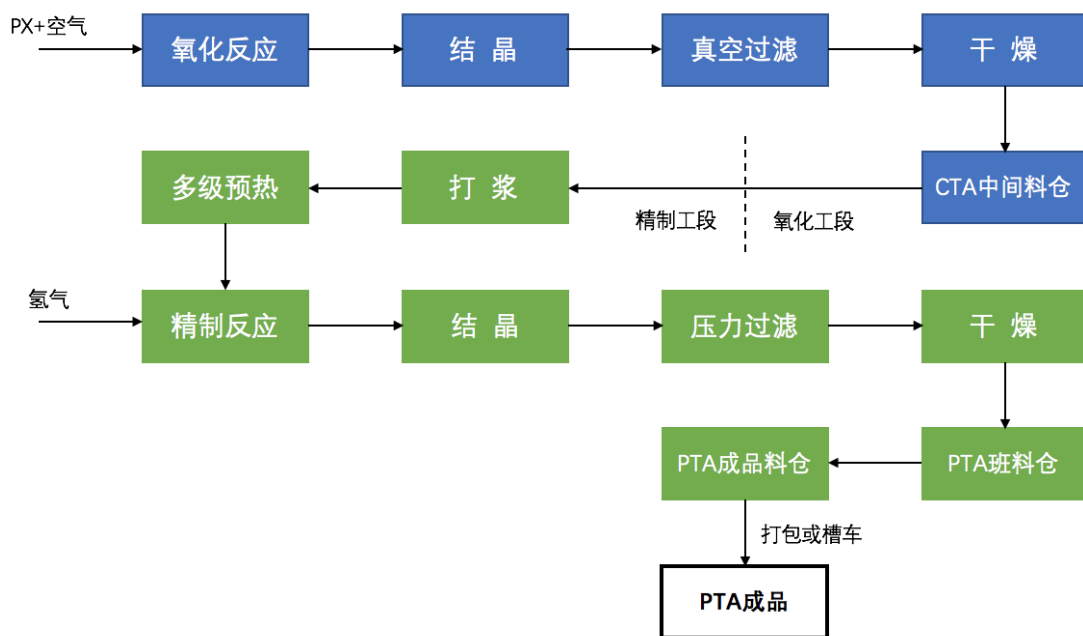 PX+空气
氧化反应
结 晶
真空过滤
干 燥
多级预热
打 浆
CTA中间料仓
精制工段
氧化工段
氢气
精制反应
结 晶
压力过滤
干 燥
PTA成品料仓
PTA班料仓
打包或槽车
PTA成品